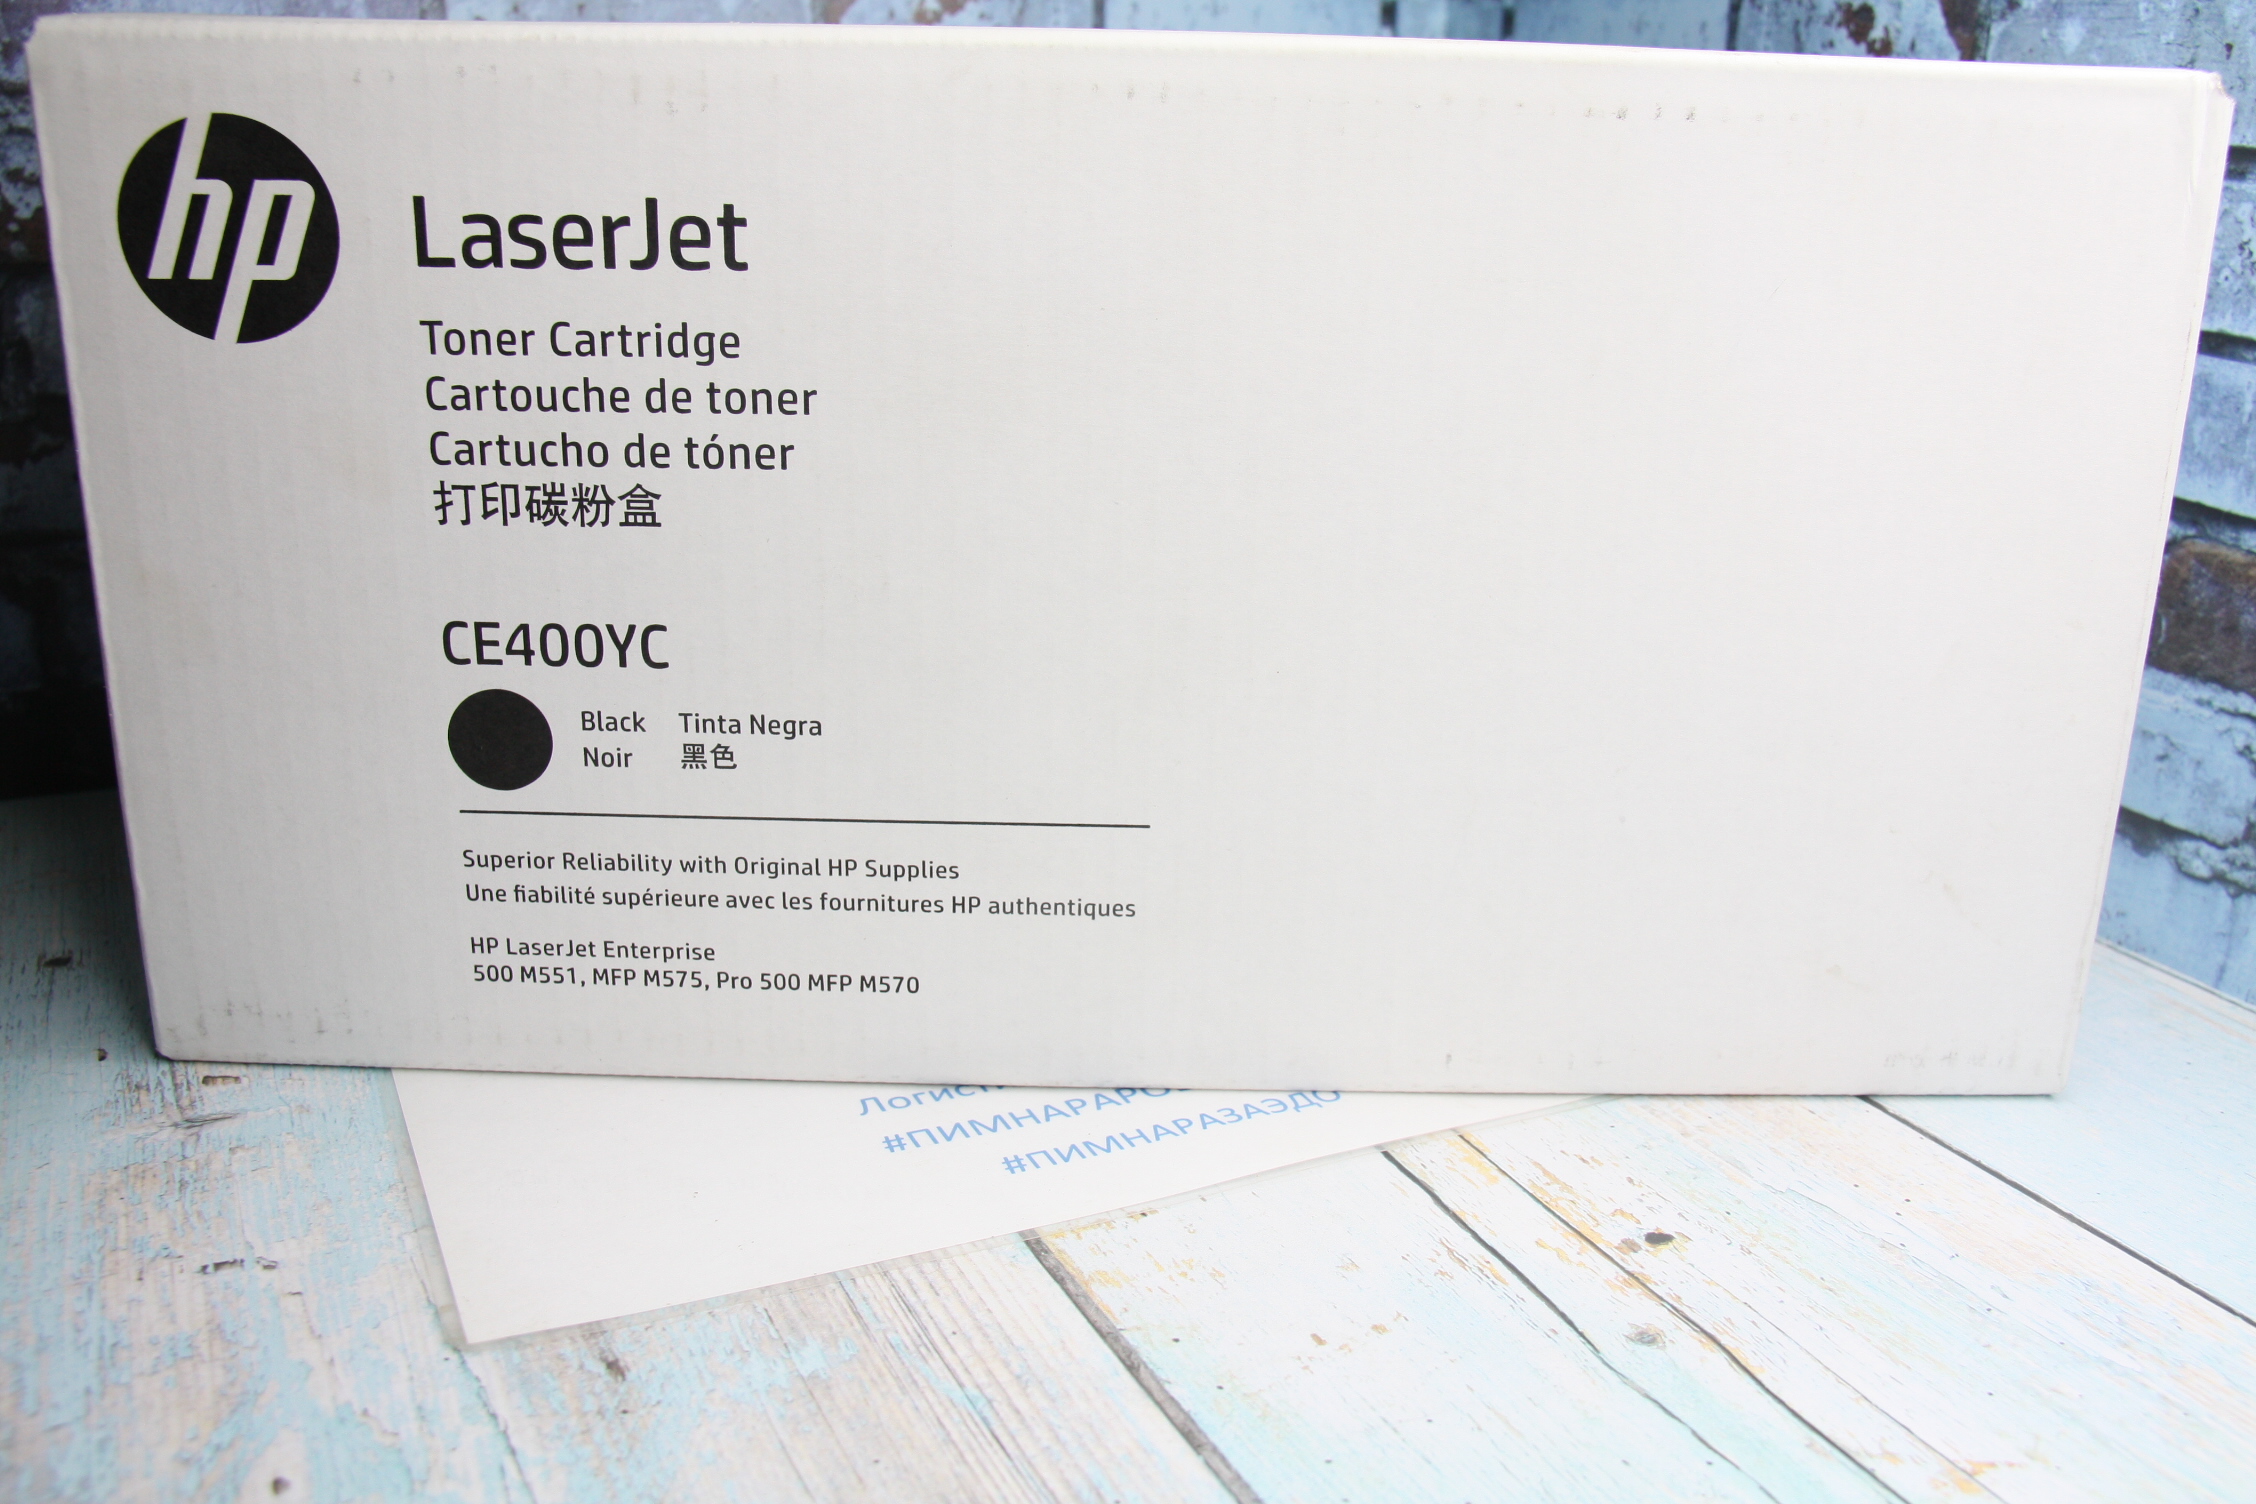 hp
LaserJet
Toner Cartridge
Cartouche de toner
Cartucho de tóner
打印碳粉盒
CE400YC
Black Tinta Negra
Noir 黑色
Superior Reliability with Original HP Supplies
Une fiabilité supérieure avec les fournitures HP authentiques
HP LaserJet Enterprise
500 M551, MFP M575, Pro 500 MFP M570
#ПИМНАРАЗАЭДО